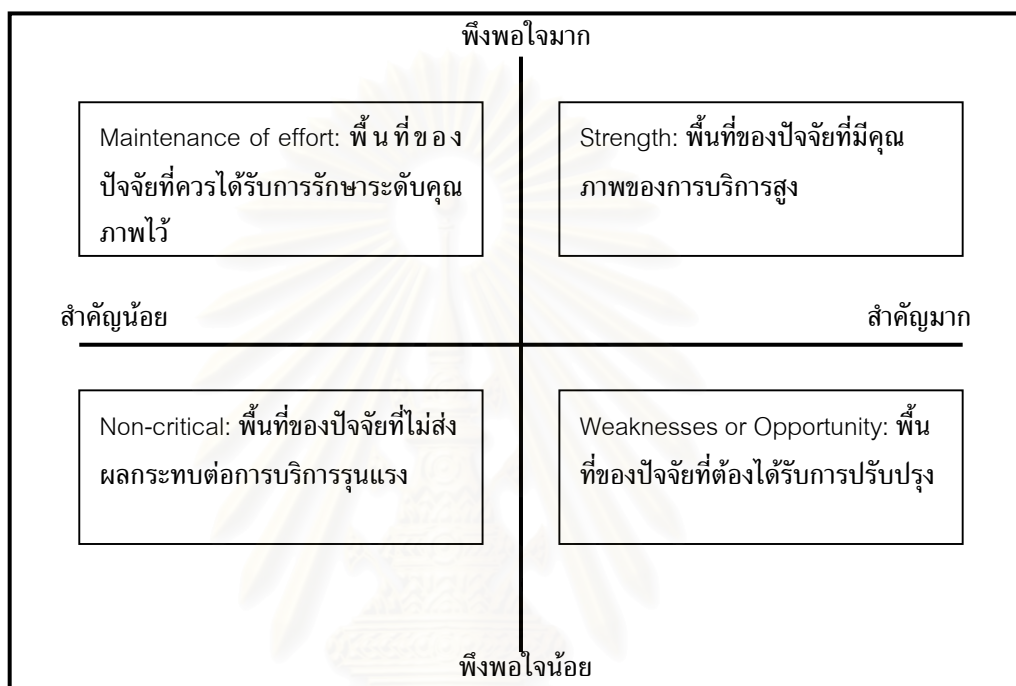 พึงพอใจมาก
Maintenance of effort: พื้นที่ของ
ปัจจัยที่ควรได้รับการรักษาระดับคุณ
ภาพไว้
Strength: พื้นที่ของปัจจัยที่มีคุณ
ภาพของการบริการสูง
สำคัญน้อย
สำคัญมาก
Non-critical: พื้นที่ของปัจจัยที่ไม่ส่ง
ผลกระทบต่อการบริการรุนแรง
Weaknesses or Opportunity: พื้น
ที่ของปัจจัยที่ต้องได้รับการปรับปรุง
พึงพอใจน้อย